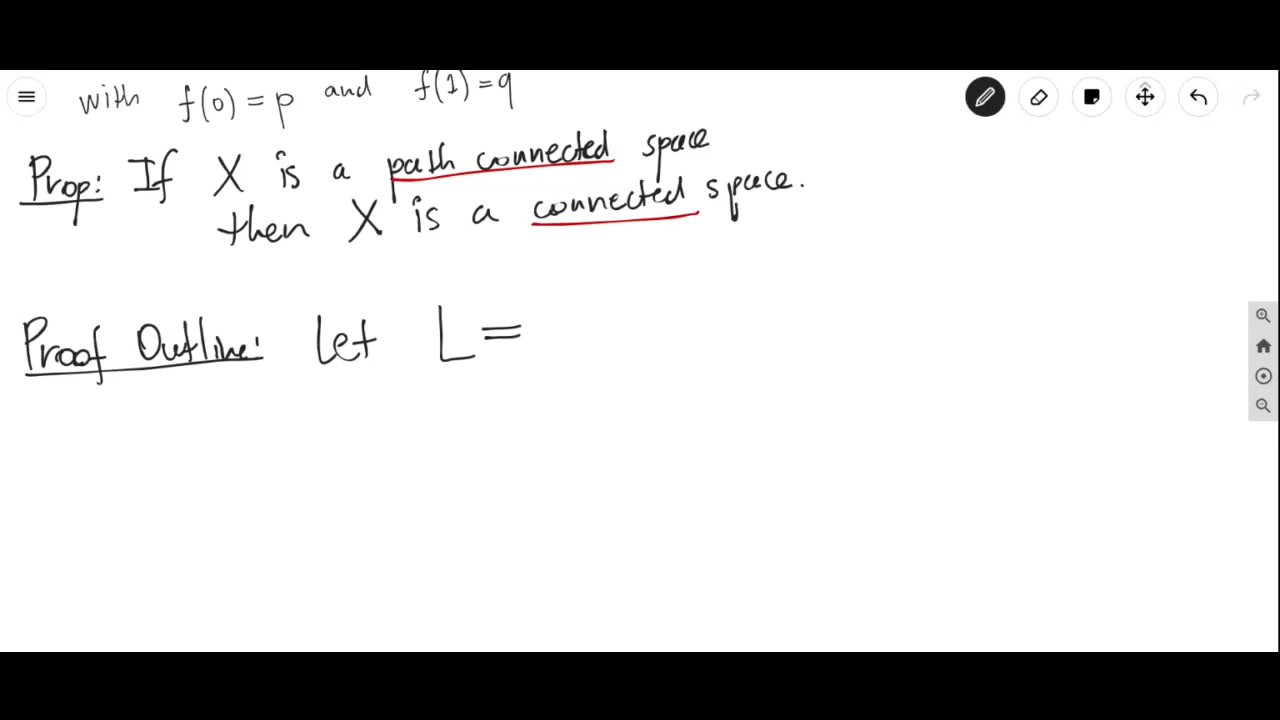 with f(0) = p and f(1) = q
Prop: If X is a path connected space
then X is a connected space.
Proof Outline: Let L =